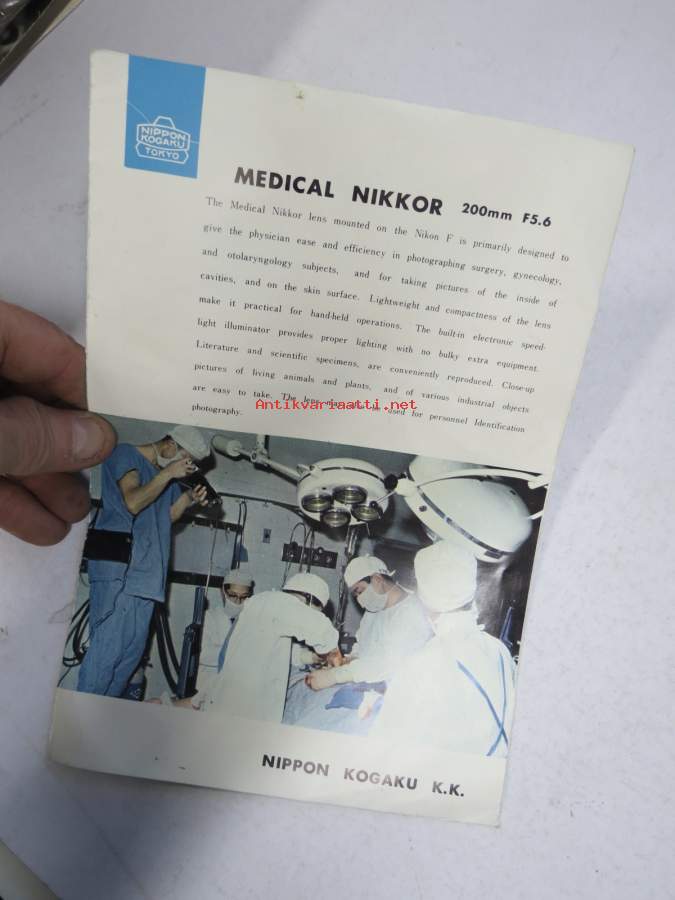 NIPPON
KOGAKU
TOKYO
MEDICAL NIKKOR 200mm F5.6
The Medical Nikkor lens mounted on the Nikon F is primarily designed to
give the physician ease and efficiency in photographing surgery, gynecology,
and otolaryngology subjects, and for taking pictures of the inside of
cavities, and on the skin surface. Lightweight and compactness of the lens
make it practical for hand-held operations. The built-in electronic speed-
light illuminator provides proper lighting with no bulky extra equipment.
Literature and scientific specimens, are conveniently reproduced. Close-up
pictures of living animals and plants, and of various industrial objects
are easy to take. The lens may also be used for personnel Identification
photography.
Antikvariaatti.net
NIPPON KOGAKU K.K.